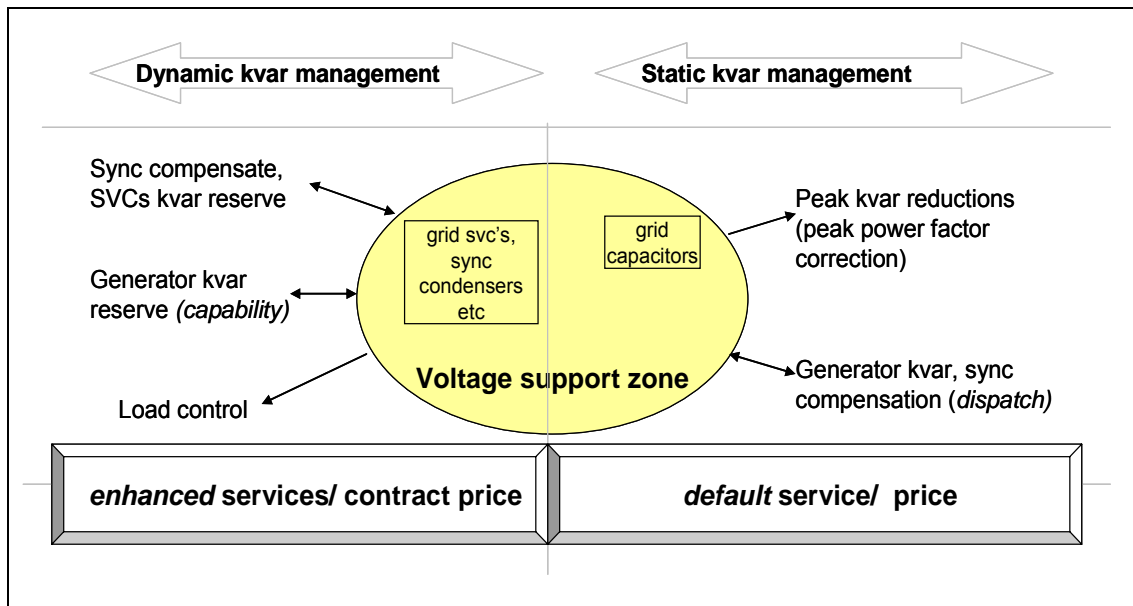 Dynamic kvar management
Static kvar management
Sync compensate,
SVCs kvar reserve
Generator kvar
reserve (capability)
Load control
grid svc's,
sync
condensers
etc
grid
capacitors
Voltage support zone
Peak kvar reductions
(peak power factor
correction)
Generator kvar, sync
compensation (dispatch)
enhanced services/ contract price
default service/ price